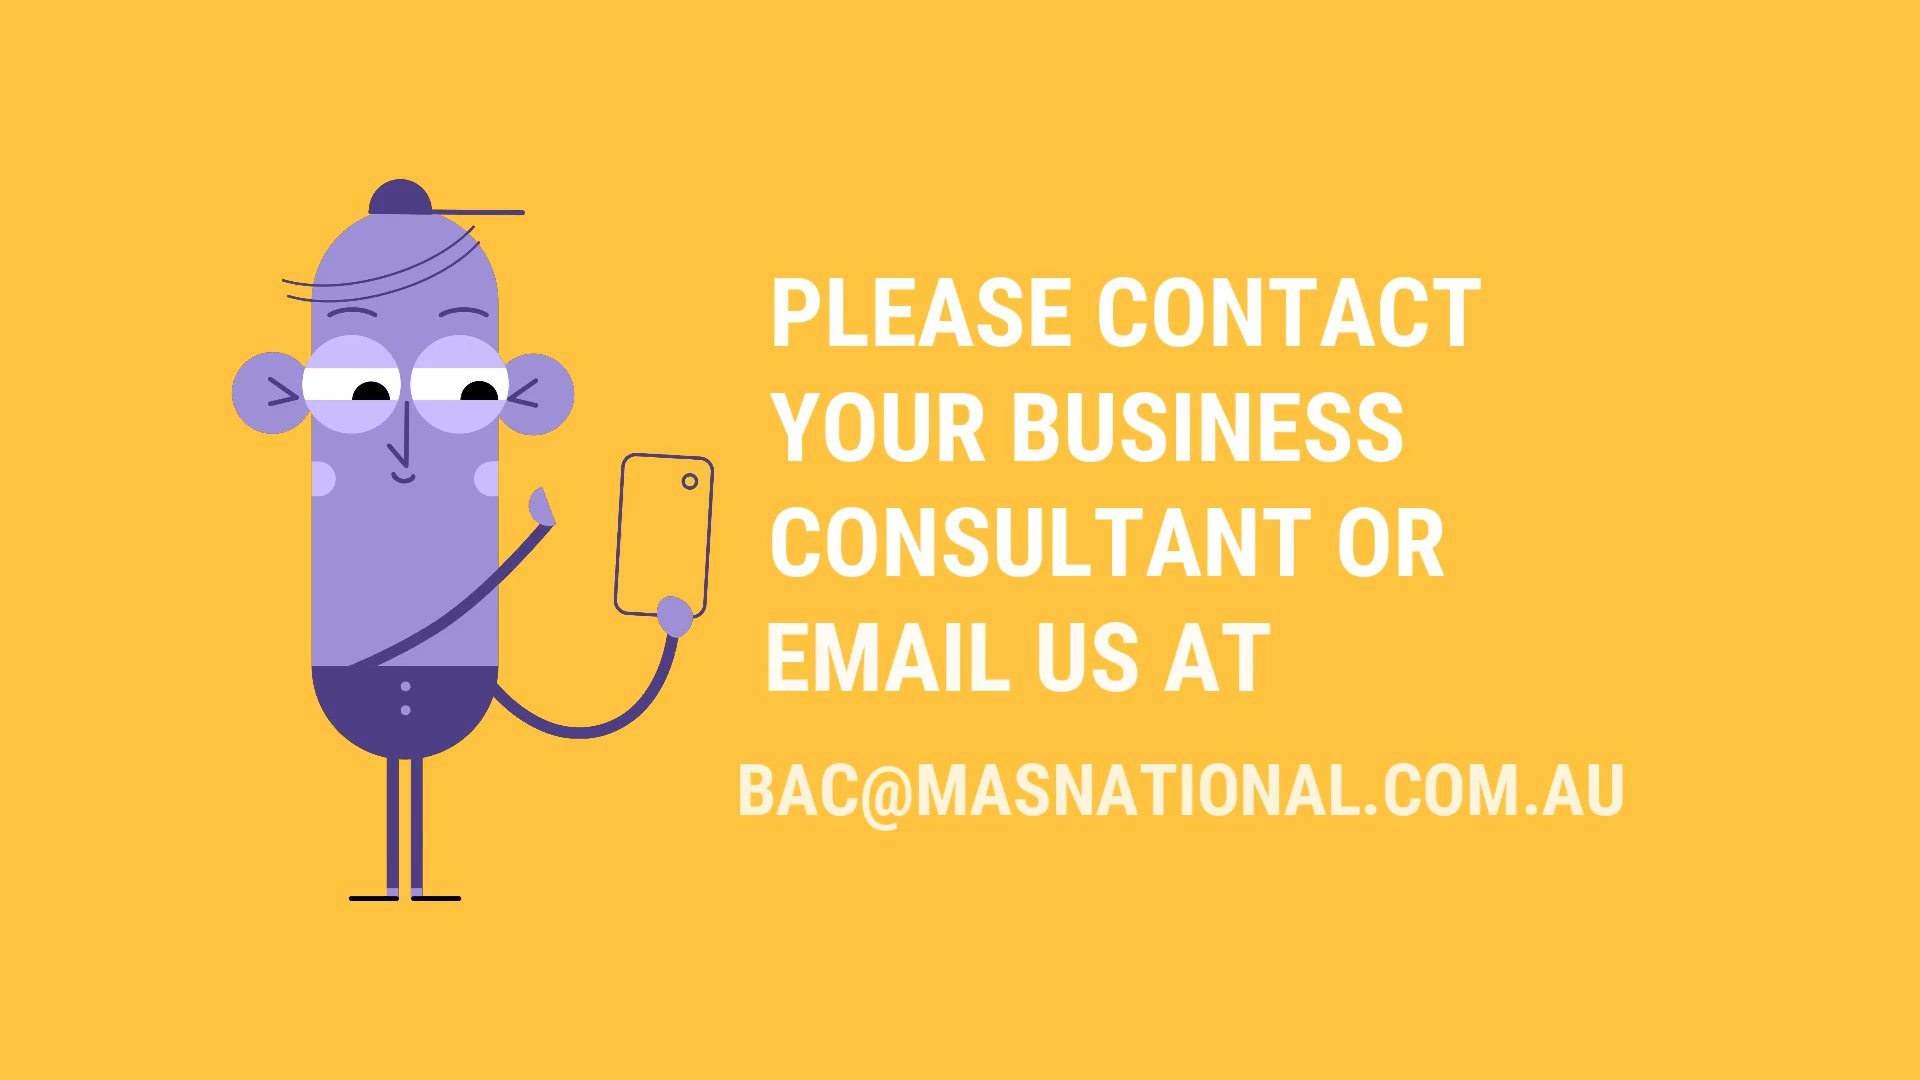 PLEASE CONTACT
YOUR BUSINESS
CONSULTANT OR
EMAIL US AT
BAC@MASNATIONAL.COM.AU